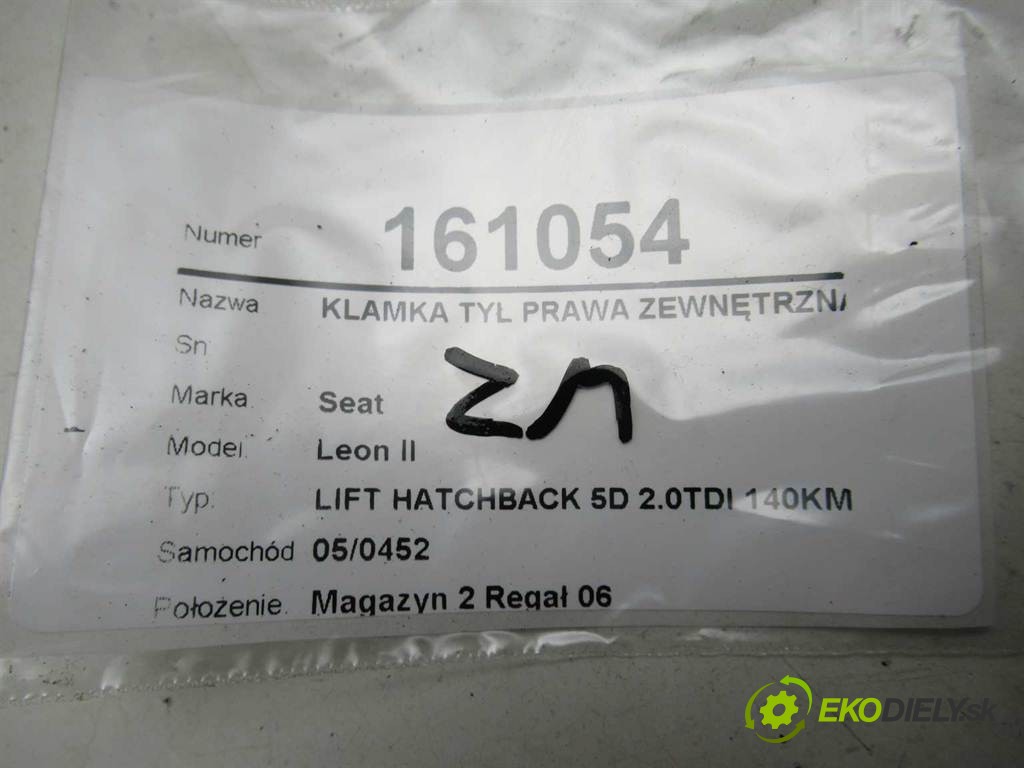 Numer 161054
Nazwa KLAMKA TYŁ PRAWA ZEWNĘTRZNA
Sn
Marka. Seat
Model. Leon II
Typ. LIFT HATCHBACK 5D 2.0TDI 140KM
Samochód 05/0452
Położenie. Magazyn 2 Regał 06
EKODIELY.sk